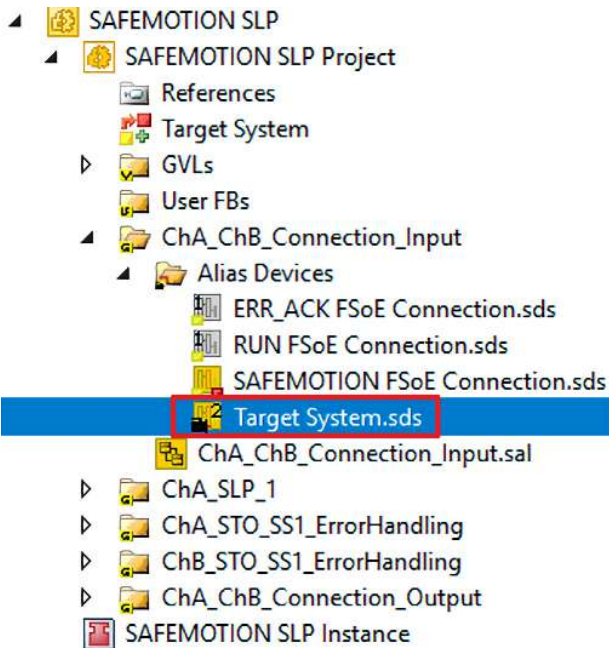 SAFEMOTION SLP
SAFEMOTION SLP Project
References
Target System
GVLs
User FBs
ChA_ChB_Connection_Input
Alias Devices
ERR_ACK FSoE Connection.sds
RUN FSoE Connection.sds
SAFEMOTION FSoE Connection.sds
Target System.sds
ChA_ChB_Connection_Input.sal
ChA_SLP_1
ChA_STO_SS1_ErrorHandling
ChB_STO_SS1_ErrorHandling
ChA_ChB_Connection_Output
SAFEMOTION SLP Instance